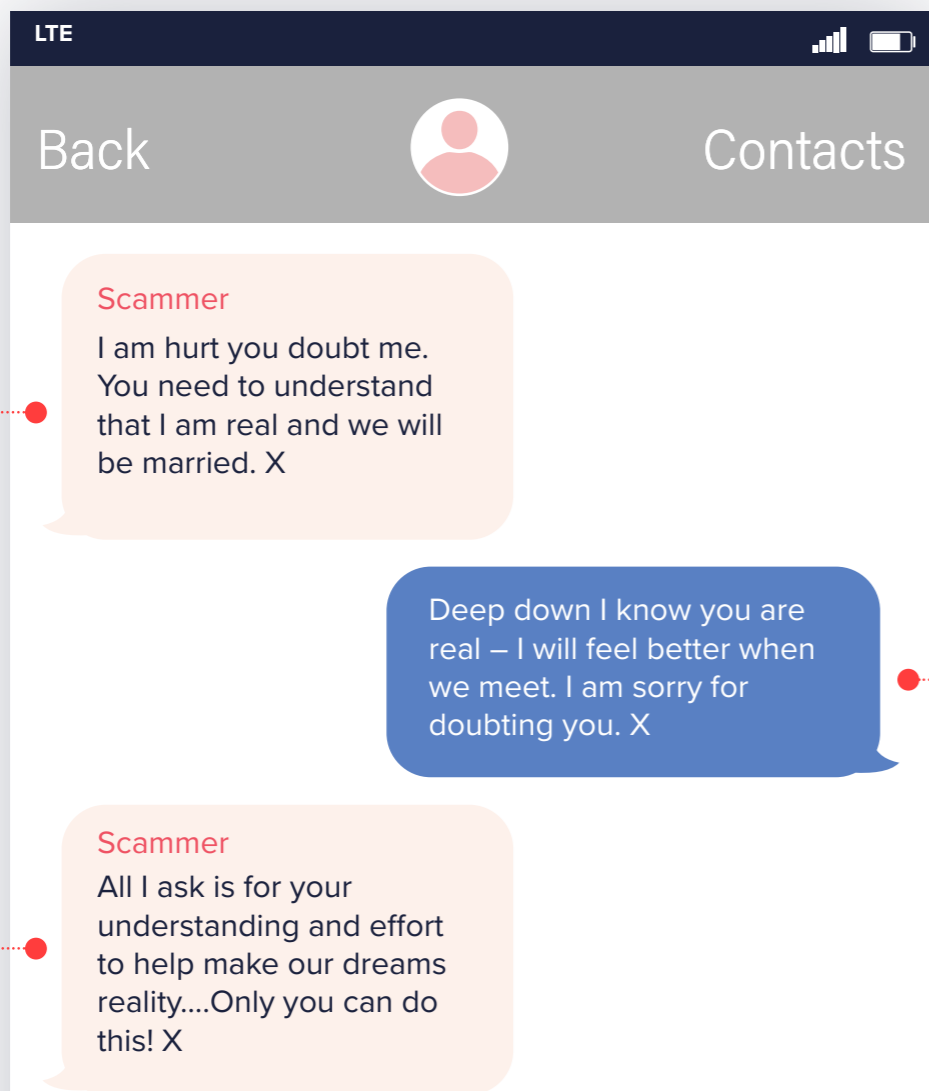 LTE
Back Contacts
Scammer
I am hurt you doubt me.
You need to understand
that I am real and we will
be married. X
Deep down I know you are
real – I will feel better when
we meet. I am sorry for
doubting you. X
Scammer
All I ask is for your
understanding and effort
to help make our dreams
reality....Only you can do
this! X